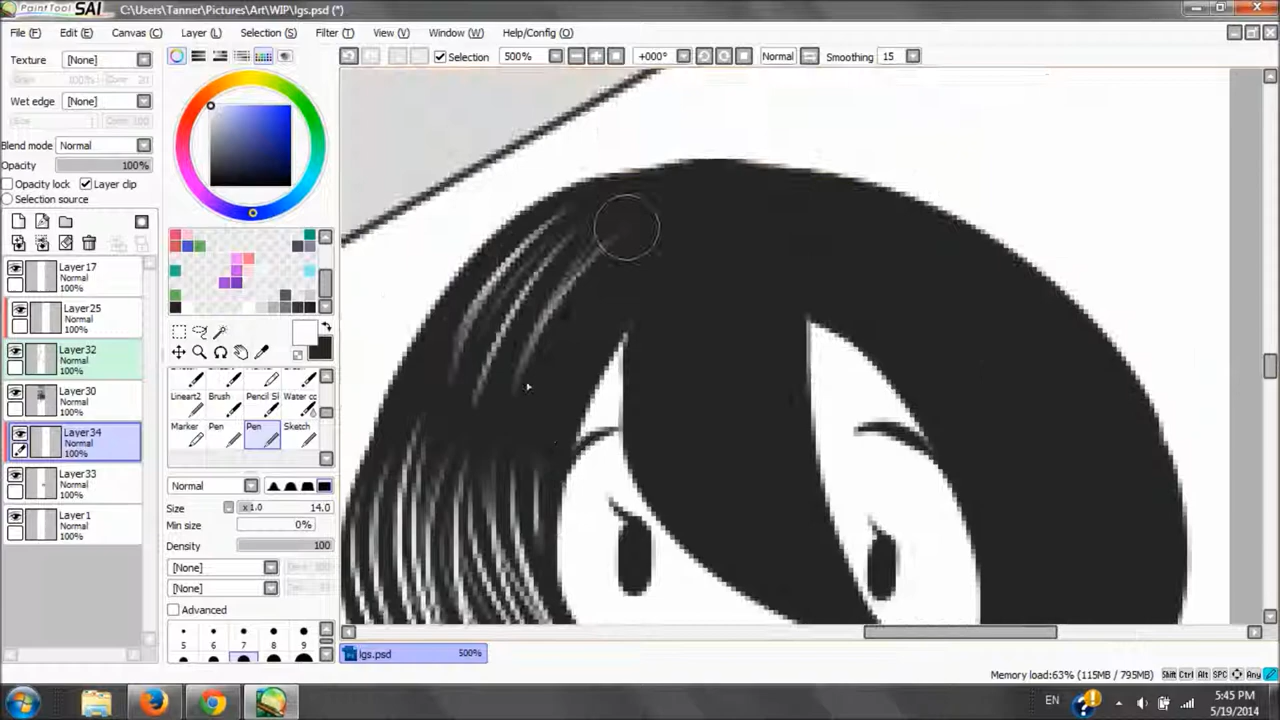 PaintTool SAI C:\Users\Tanner\Pictures\Art\WIP\lgs.psd (*)
File (F) Edit (E) Canvas (C) Layer (L) Selection (S) Filter (T) View (V) Window (W) Help/Config (O)
Texture [None]
Selection 500% +000° Normal Smoothing 15
Wet edge [None]
Blend mode Normal
Opacity 100%
Opacity lock Layer clip
Selection source
Layer17
Normal
100%
Layer25
Normal
100%
Layer32
Normal
100%
Layer30
Normal
100%
Layer34
Normal
100%
Layer33
Normal
100%
Layer1
Normal
100%
Lineart2 Brush Pencil Si Water cc
Marker Pen Pen Sketch
Normal
Size x1.0 14.0
Min size 0%
Density 100
[None]
[None]
Advanced
5 6 7 8 9
lgs.psd 500%
Memory load:63% (115MB / 795MB) Shift Ctrl Alt SPC Any
EN 5:45 PM
5/19/2014